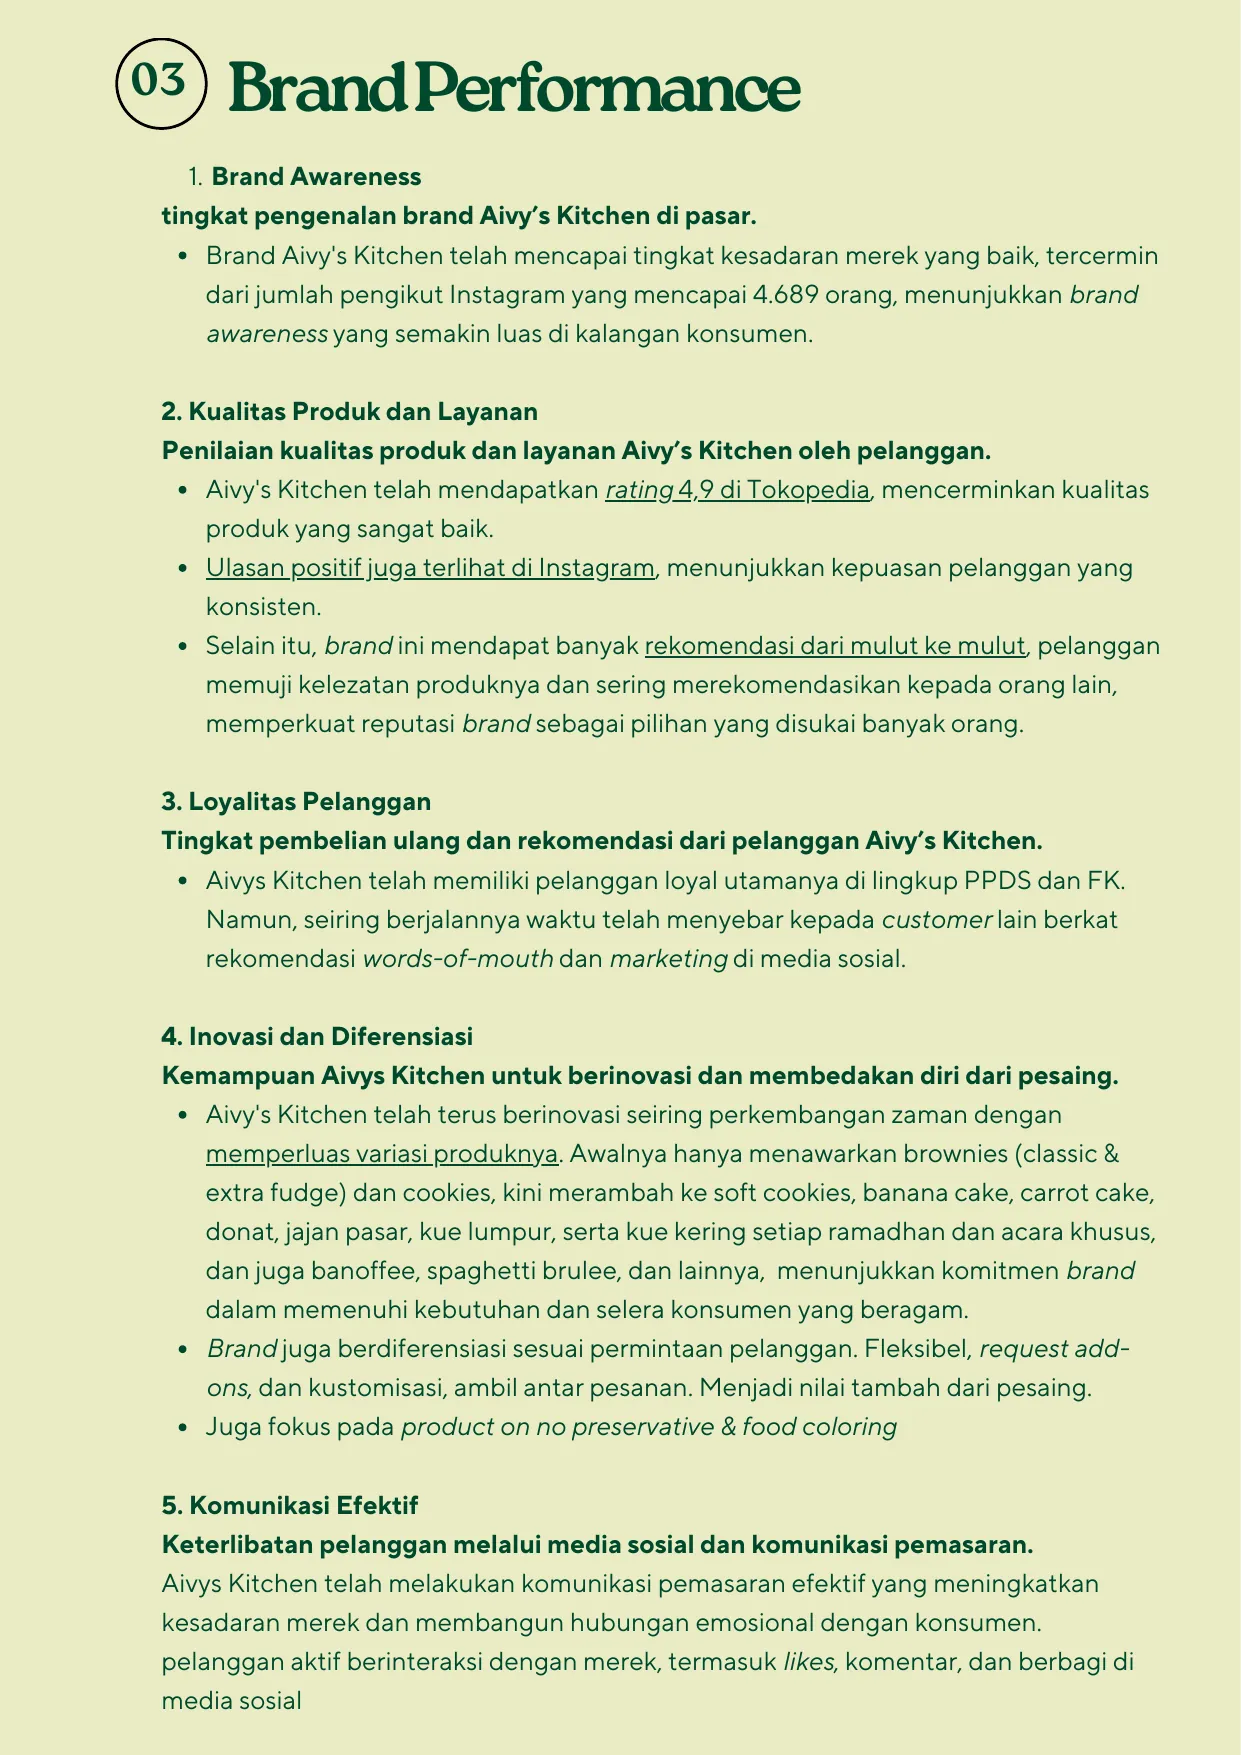 03 Brand Performance
1. Brand Awareness
tingkat pengenalan brand Aivy’s Kitchen di pasar.
• Brand Aivy's Kitchen telah mencapai tingkat kesadaran merek yang baik, tercermin
dari jumlah pengikut Instagram yang mencapai 4.689 orang, menunjukkan brand
awareness yang semakin luas di kalangan konsumen.
2. Kualitas Produk dan Layanan
Penilaian kualitas produk dan layanan Aivy’s Kitchen oleh pelanggan.
• Aivy's Kitchen telah mendapatkan rating 4,9 di Tokopedia, mencerminkan kualitas
produk yang sangat baik.
• Ulasan positif juga terlihat di Instagram, menunjukkan kepuasan pelanggan yang
konsisten.
• Selain itu, brand ini mendapat banyak rekomendasi dari mulut ke mulut, pelanggan
memuji kelezatan produknya dan sering merekomendasikan kepada orang lain,
memperkuat reputasi brand sebagai pilihan yang disukai banyak orang.
3. Loyalitas Pelanggan
Tingkat pembelian ulang dan rekomendasi dari pelanggan Aivy’s Kitchen.
• Aivys Kitchen telah memiliki pelanggan loyal utamanya di lingkup PPDS dan FK.
Namun, seiring berjalannya waktu telah menyebar kepada customer lain berkat
rekomendasi words-of-mouth dan marketing di media sosial.
4. Inovasi dan Diferensiasi
Kemampuan Aivys Kitchen untuk berinovasi dan membedakan diri dari pesaing.
• Aivy's Kitchen telah terus berinovasi seiring perkembangan zaman dengan
memperluas variasi produknya. Awalnya hanya menawarkan brownies (classic &
extra fudge) dan cookies, kini merambah ke soft cookies, banana cake, carrot cake,
donat, jajan pasar, kue lumpur, serta kue kering setiap ramadhan dan acara khusus,
dan juga banoffee, spaghetti brulee, dan lainnya, menunjukkan komitmen brand
dalam memenuhi kebutuhan dan selera konsumen yang beragam.
• Brand juga berdiferensiasi sesuai permintaan pelanggan. Fleksibel, request add-
ons, dan kustomisasi, ambil antar pesanan. Menjadi nilai tambah dari pesaing.
• Juga fokus pada product on no preservative & food coloring
5. Komunikasi Efektif
Keterlibatan pelanggan melalui media sosial dan komunikasi pemasaran.
Aivys Kitchen telah melakukan komunikasi pemasaran efektif yang meningkatkan
kesadaran merek dan membangun hubungan emosional dengan konsumen.
pelanggan aktif berinteraksi dengan merek, termasuk likes, komentar, dan berbagi di
media sosial